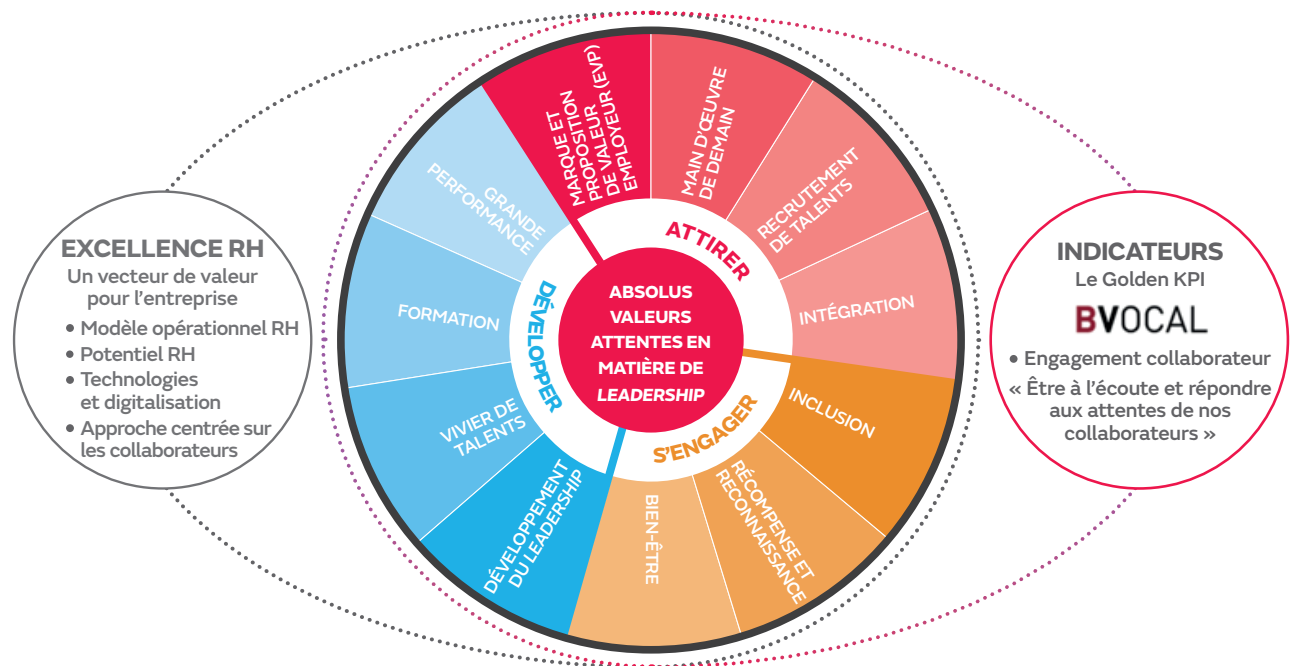 EXCELLENCE RH
Un vecteur de valeur
pour l'entreprise
• Modèle opérationnel RH
• Potentiel RH
• Technologies
et digitalisation
• Approche centrée sur
les collaborateurs
MARQUE ET
PROPOSITION
DE VALEUR
EMPLOYEUR (EVP)
MAIN D'ŒUVRE
DE DEMAIN
RECRUTEMENT
DE TALENTS
INTÉGRATION
INCLUSION
RÉCOMPENSE ET
RECONNAISSANCE
BIEN-ÊTRE
DÉVELOPPEMENT
DU LEADERSHIP
VIVIER DE
TALENTS
FORMATION
GRANDE
PERFORMANCE
ATTIRER
S'ENGAGER
DÉVELOPPER
ABSOLUS
VALEURS
ATTENTES EN
MATIÈRE DE
LEADERSHIP
INDICATEURS
Le Golden KPI
BVOCAL
• Engagement collaborateur
« Être à l'écoute et répondre
aux attentes de nos
collaborateurs »